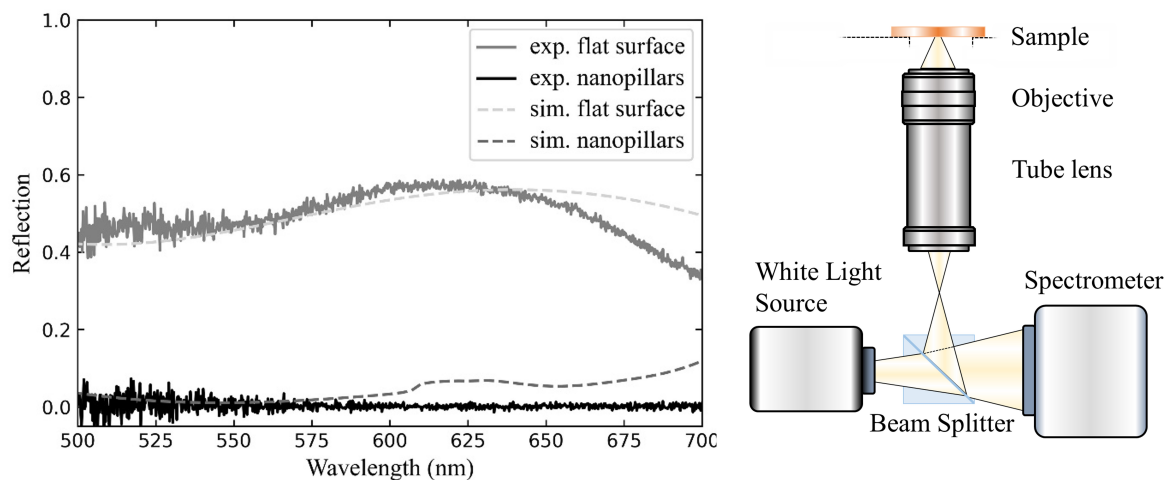 1.0
0.8
0.6
0.4
0.2
0.0
Reflection
500
525
550
575
600
625
650
675
700
Wavelength (nm)
exp. flat surface
exp. nanopillars
sim. flat surface
sim. nanopillars
Sample
Objective
Tube lens
White Light
Source
Spectrometer
Beam Splitter